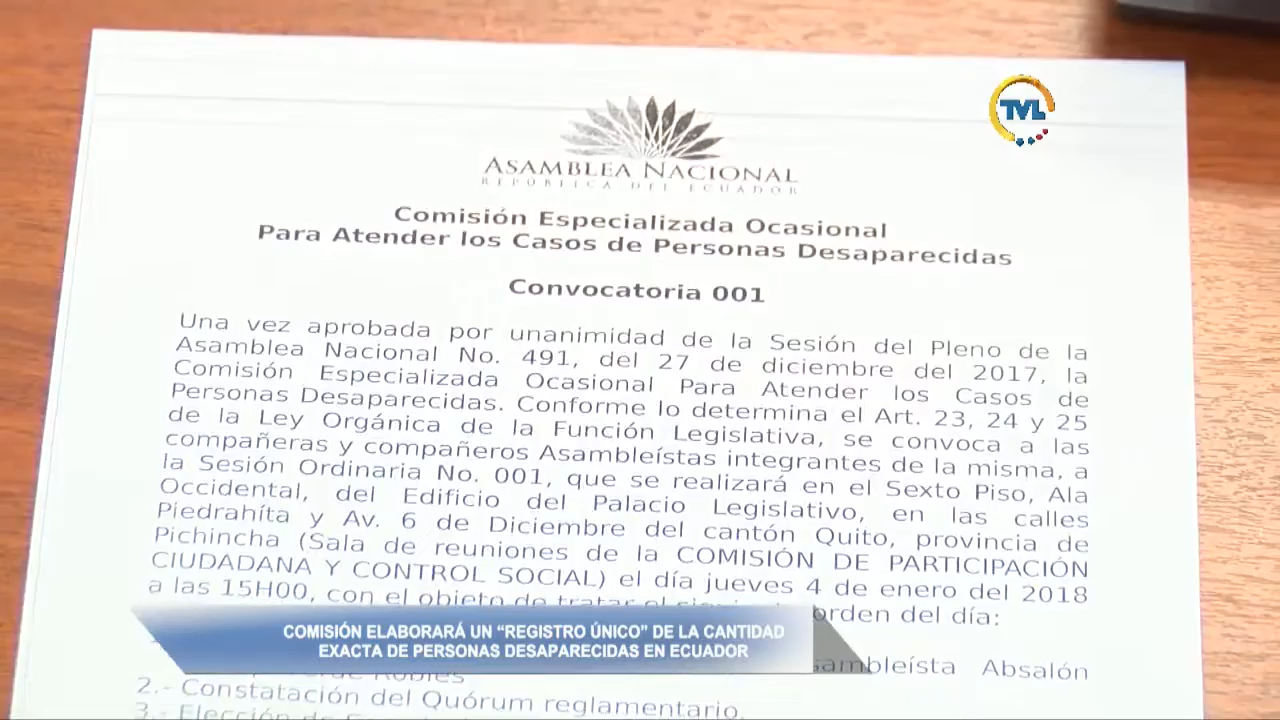 TVL
ASAMBLEA NACIONAL
REPÚBLICA DEL ECUADOR
Comisión Especializada Ocasional
Para Atender los Casos de Personas Desaparecidas
Convocatoria 001
Una vez aprobada por unanimidad de la Sesión del Pleno de la
Asamblea Nacional No. 491, del 27 de diciembre del 2017, la
Comisión Especializada Ocasional Para Atender los Casos de
Personas Desaparecidas. Conforme lo determina el Art. 23, 24 y 25
de la Ley Orgánica de la Función Legislativa, se convoca a las
compañeras y compañeros Asambleístas integrantes de la misma, a
la Sesión Ordinaria No. 001, que se realizará en el Sexto Piso, Ala
Occidental, del Edificio del Palacio Legislativo, en las calles
Piedrahíta y Av. 6 de Diciembre del cantón Quito, provincia de
Pichincha (Sala de reuniones de la COMISIÓN DE PARTICIPACIÓN
CIUDADANA Y CONTROL SOCIAL) el día jueves 4 de enero del 2018
a las 15H00, con el objeto de tratar el orden del día:
COMISIÓN ELABORARÁ UN “REGISTRO ÚNICO” DE LA CANTIDAD
EXACTA DE PERSONAS DESAPARECIDAS EN ECUADOR
Absalón
2.- Constatación del Quórum reglamentario.
3.- Elección de